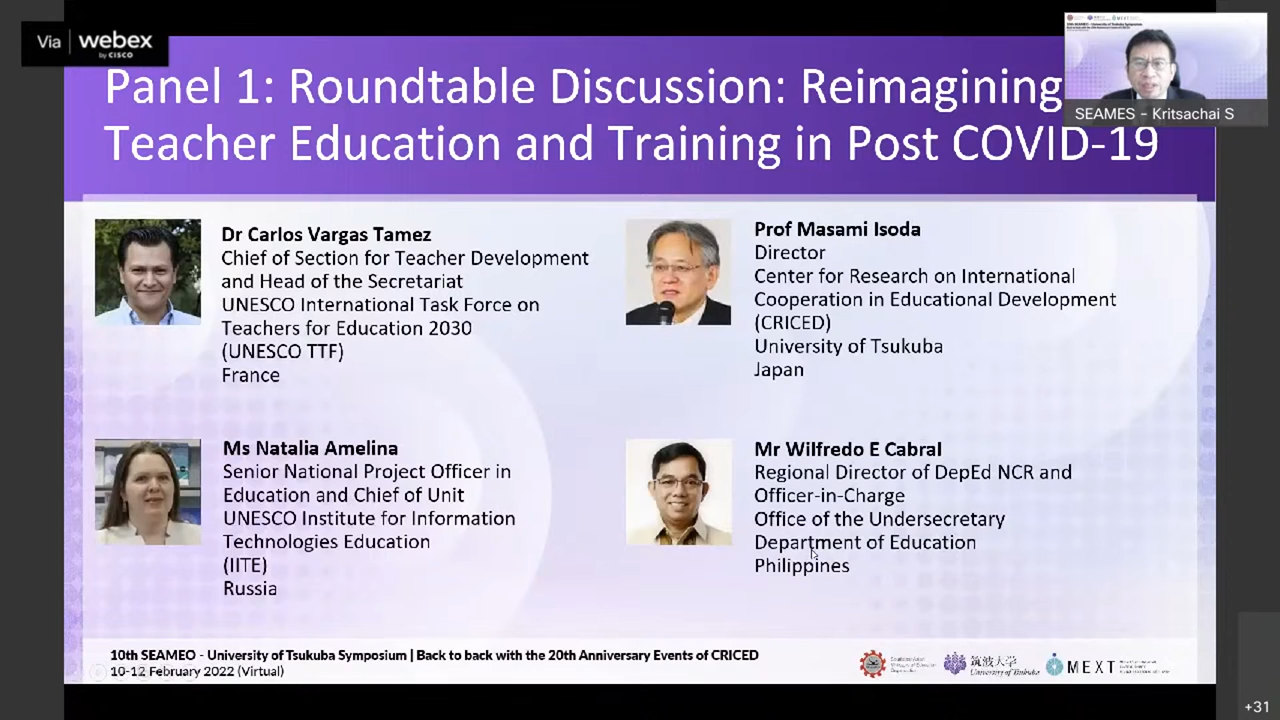 Via webex
by CISCO
SEAMES - Kritsachai S
Panel 1: Roundtable Discussion: Reimagining
Teacher Education and Training in Post COVID-19
Dr Carlos Vargas Tamez
Chief of Section for Teacher Development
and Head of the Secretariat
UNESCO International Task Force on
Teachers for Education 2030
(UNESCO TTF)
France
Prof Masami Isoda
Director
Center for Research on International
Cooperation in Educational Development
(CRICED)
University of Tsukuba
Japan
Ms Natalia Amelina
Senior National Project Officer in
Education and Chief of Unit
UNESCO Institute for Information
Technologies Education
(IITE)
Russia
Mr Wilfredo E Cabral
Regional Director of DepEd NCR and
Officer-in-Charge
Office of the Undersecretary
Department of Education
Philippines
10th SEAMEO - University of Tsukuba Symposium | Back to back with the 20th Anniversary Events of CRICED
10-12 February 2022 (Virtual)
筑波大学
University of Tsukuba
MEXT
+31